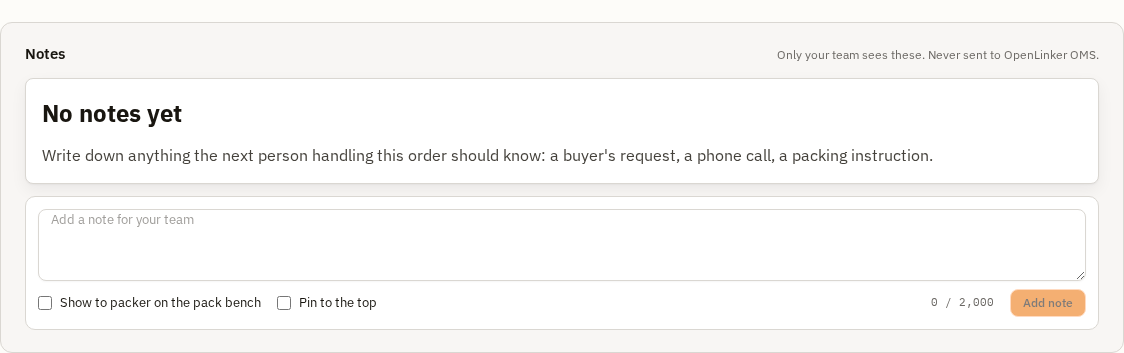 Notes
Only your team sees these. Never sent to OpenLinker OMS.
No notes yet
Write down anything the next person handling this order should know: a buyer's request, a phone call, a packing instruction.
Add a note for your team
Show to packer on the pack bench
Pin to the top
0 / 2,000
Add note